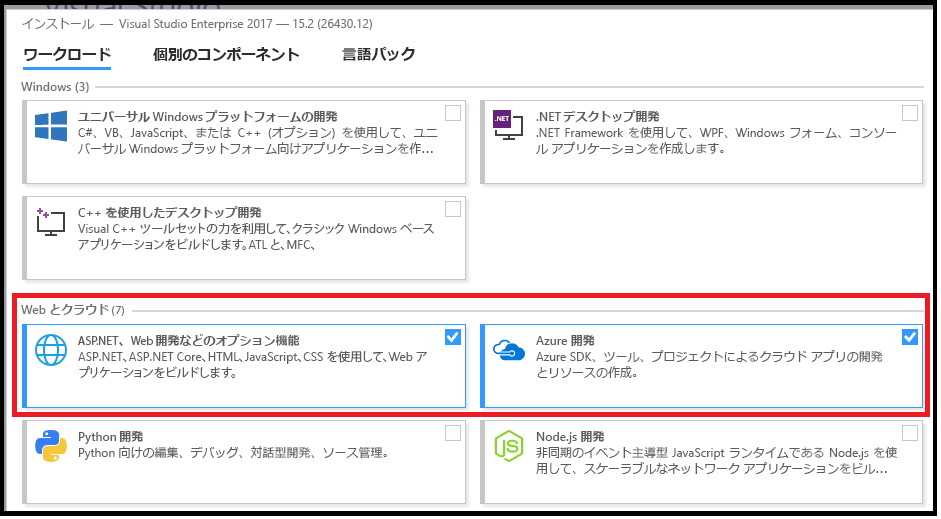 インストール — Visual Studio Enterprise 2017 — 15.2 (26430.12)
ワークロード 個別のコンポーネント 言語パック
Windows (3)
ユニバーサル Windows プラットフォームの開発
C#、VB、JavaScript、または C++ (オプション) を使用して、ユニ
バーサル Windows プラットフォーム向けアプリケーションを作...
.NET
.NET デスクトップ開発
.NET Framework を使用して、WPF、Windows フォーム、コンソー
ル アプリケーションを作成します。
C++ を使用したデスクトップ開発
Visual C++ ツールセットの力を利用して、クラシック Windows ベース
アプリケーションをビルドします。ATL と、MFC、
Web とクラウド (7)
ASP.NET、Web 開発などのオプション機能
ASP.NET、ASP.NET Core、HTML、JavaScript、CSS を使用して、Web ア
プリケーションをビルドします。
Azure 開発
Azure SDK、ツール、プロジェクトによるクラウド アプリの開発
とリソースの作成。
Python 開発
Python 向けの編集、デバッグ、対話型開発、ソース管理。
Node.js 開発
非同期のイベント主導型 JavaScript ランタイムである Node.js を使
用して、スケーラブルなネットワーク アプリケーションをビル...